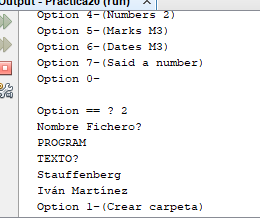 Output - Practica20 (run) ×
Option 4-(Numbers 2)
Option 5-(Marks M3)
Option 6-(Dates M3)
Option 7-(Said a number)
Option 0-
Option == ? 2
Nombre Fichero?
PROGRAM
TEXTO?
Stauffenberg
Iván Martínez
Option 1-(Crear carpeta)